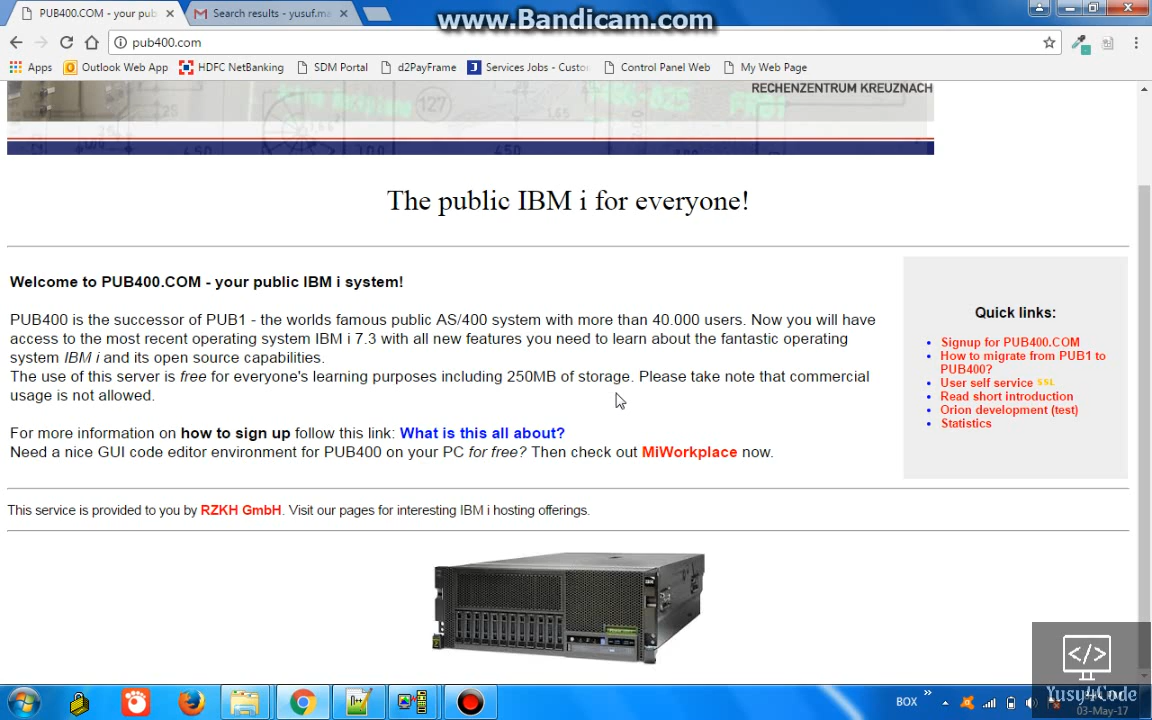 PUB400.COM - your pub
Search results - yusuf.ma
www.Bandicam.com
pub400.com
Apps
Outlook Web App
HDFC NetBanking
SDM Portal
d2PayFrame
Services Jobs - Custo
Control Panel Web
My Web Page
RECHENZENTRUM KREUZNACH
127
The public IBM i for everyone!
Welcome to PUB400.COM - your public IBM i system!
PUB400 is the successor of PUB1 - the worlds famous public AS/400 system with more than 40.000 users. Now you will have
access to the most recent operating system IBM i 7.3 with all new features you need to learn about the fantastic operating
system IBM i and its open source capabilities.
The use of this server is free for everyone's learning purposes including 250MB of storage. Please take note that commercial
usage is not allowed.
For more information on how to sign up follow this link: What is this all about?
Need a nice GUI code editor environment for PUB400 on your PC for free? Then check out MiWorkplace now.
Quick links:
Signup for PUB400.COM
How to migrate from PUB1 to
PUB400?
User self service SSL
Read short introduction
Orion development (test)
Statistics
This service is provided to you by RZKH GmbH. Visit our pages for interesting IBM i hosting offerings.
</>
Yusy4Code
BOX
03-May-17